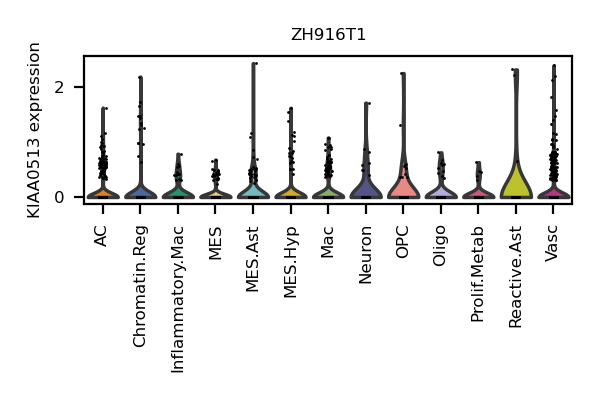 ZH916T1
KIAA0513 expression
2
0
AC
Chromatin.Reg
Inflammatory.Mac
MES
MES.Ast
MES.Hyp
Mac
Neuron
OPC
Oligo
Prolif.Metab
Reactive.Ast
Vasc